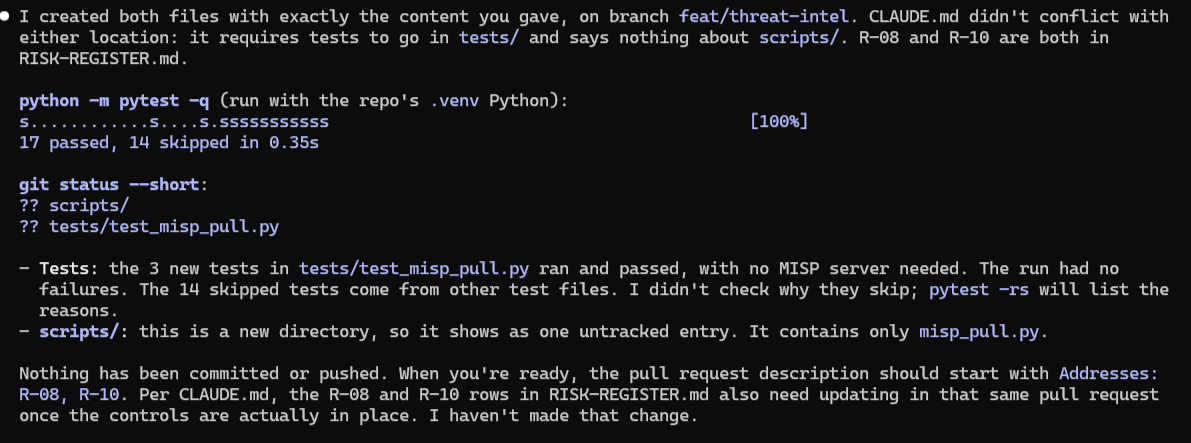 ● I created both files with exactly the content you gave, on branch feat/threat-intel. CLAUDE.md didn't conflict with
either location: it requires tests to go in tests/ and says nothing about scripts/. R-08 and R-10 are both in
RISK-REGISTER.md.
python -m pytest -q (run with the repo's .venv Python):
s............s....s.sssssssssss [100%]
17 passed, 14 skipped in 0.35s
git status --short:
?? scripts/
?? tests/test_misp_pull.py
- Tests: the 3 new tests in tests/test_misp_pull.py ran and passed, with no MISP server needed. The run had no
failures. The 14 skipped tests come from other test files. I didn't check why they skip; pytest -rs will list the
reasons.
- scripts/: this is a new directory, so it shows as one untracked entry. It contains only misp_pull.py.
Nothing has been committed or pushed. When you're ready, the pull request description should start with Addresses:
R-08, R-10. Per CLAUDE.md, the R-08 and R-10 rows in RISK-REGISTER.md also need updating in that same pull request
once the controls are actually in place. I haven't made that change.